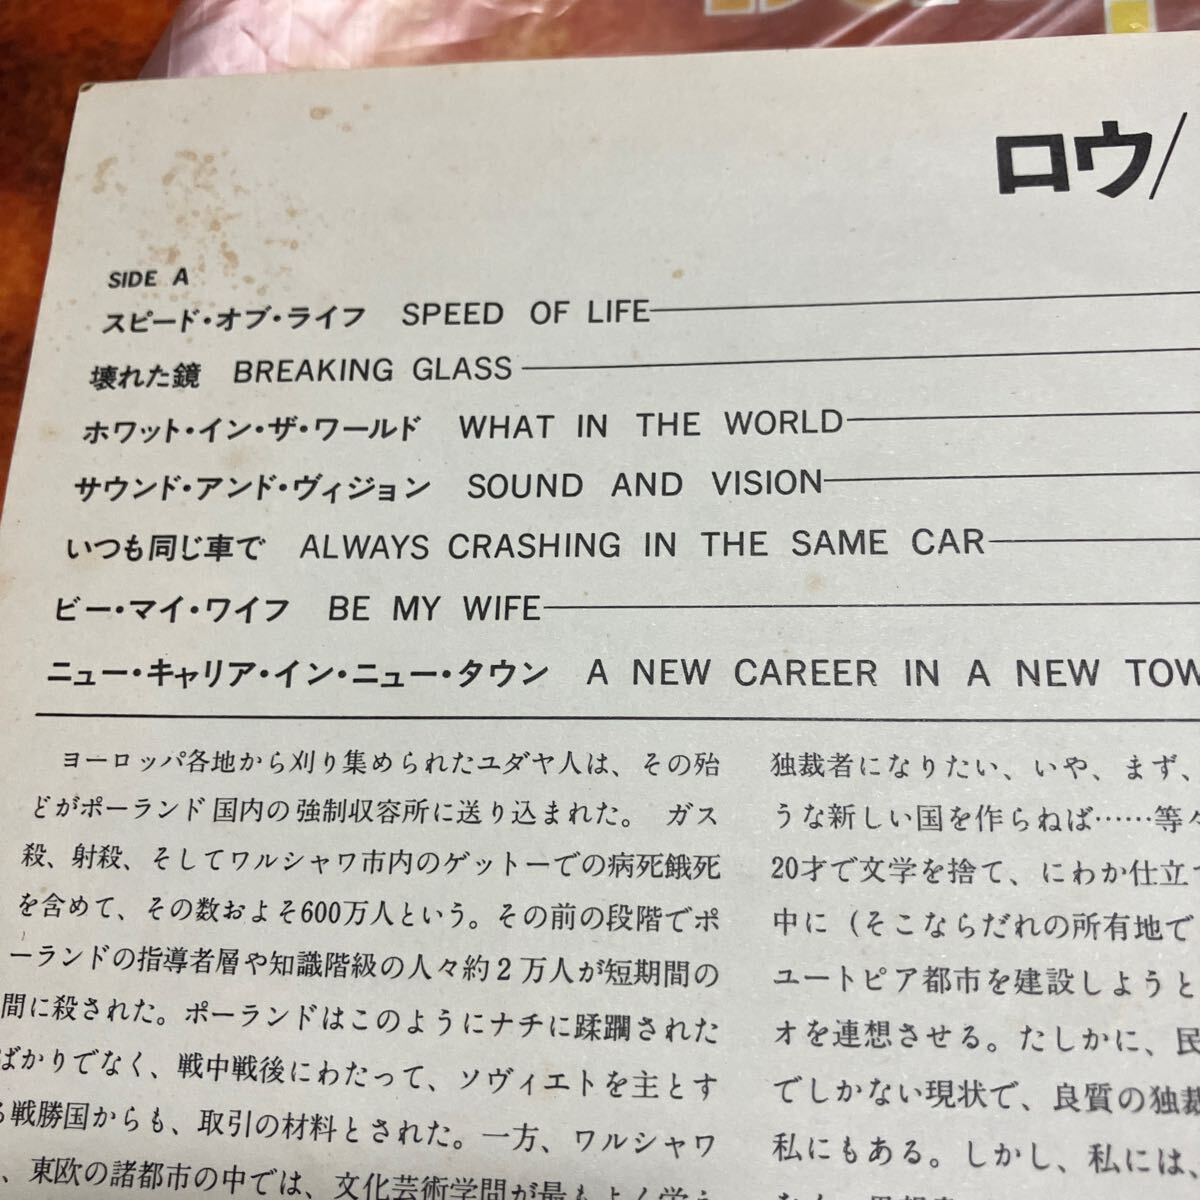 ロウ/
SIDE A
スピード・オブ・ライフ SPEED OF LIFE
壊れた鏡 BREAKING GLASS
ホワット・イン・ザ・ワールド WHAT IN THE WORLD
サウンド・アンド・ヴィジョン SOUND AND VISION
いつも同じ車で ALWAYS CRASHING IN THE SAME CAR
ビー・マイ・ワイフ BE MY WIFE
ニュー・キャリア・イン・ニュー・タウン A NEW CAREER IN A NEW TOW
ヨーロッパ各地から刈り集められたユダヤ人は、その殆
どがポーランド国内の強制収容所に送り込まれた。ガス
殺、射殺、そしてワルシャワ市内のゲットーでの病死餓死
を含めて、その数およそ600万人という。その前の段階でポ
ーランドの指導者層や知識階級の人々約2万人が短期間の
間に殺された。ポーランドはこのようにナチに蹂躙された
ばかりでなく、戦中戦後にわたって、ソヴィエトを主とす
る戦勝国からも、取引の材料とされた。一方、ワルシャワ
、東欧の諸都市の中では、文化芸術学問が最もよく栄え
独裁者になりたい、いや、まず、
うな新しい国を作らねば……等々
20才で文学を捨て、にわか仕立て
中に（そこならだれの所有地で
ユートピア都市を建設しようと
オを連想させる。たしかに、民
でしかない現状で、良質の独裁
私にもある。しかし、私には、